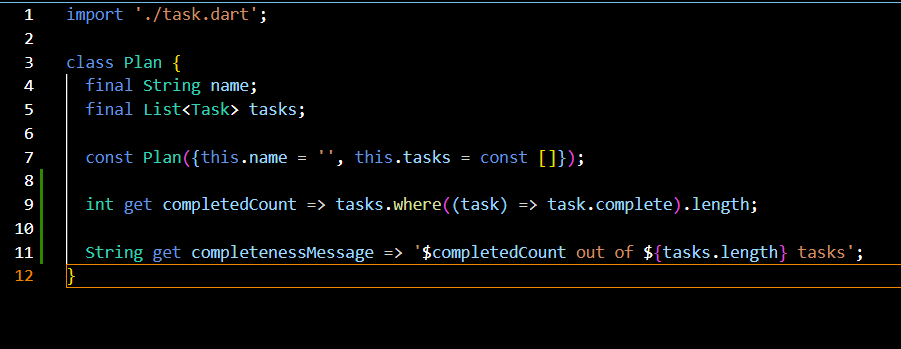 1 import './task.dart';
2
3 class Plan {
4 final String name;
5 final List<Task> tasks;
6
7 const Plan({this.name = '', this.tasks = const []});
8
9 int get completedCount => tasks.where((task) => task.complete).length;
10
11 String get completenessMessage => '$completedCount out of ${tasks.length} tasks';
12 }